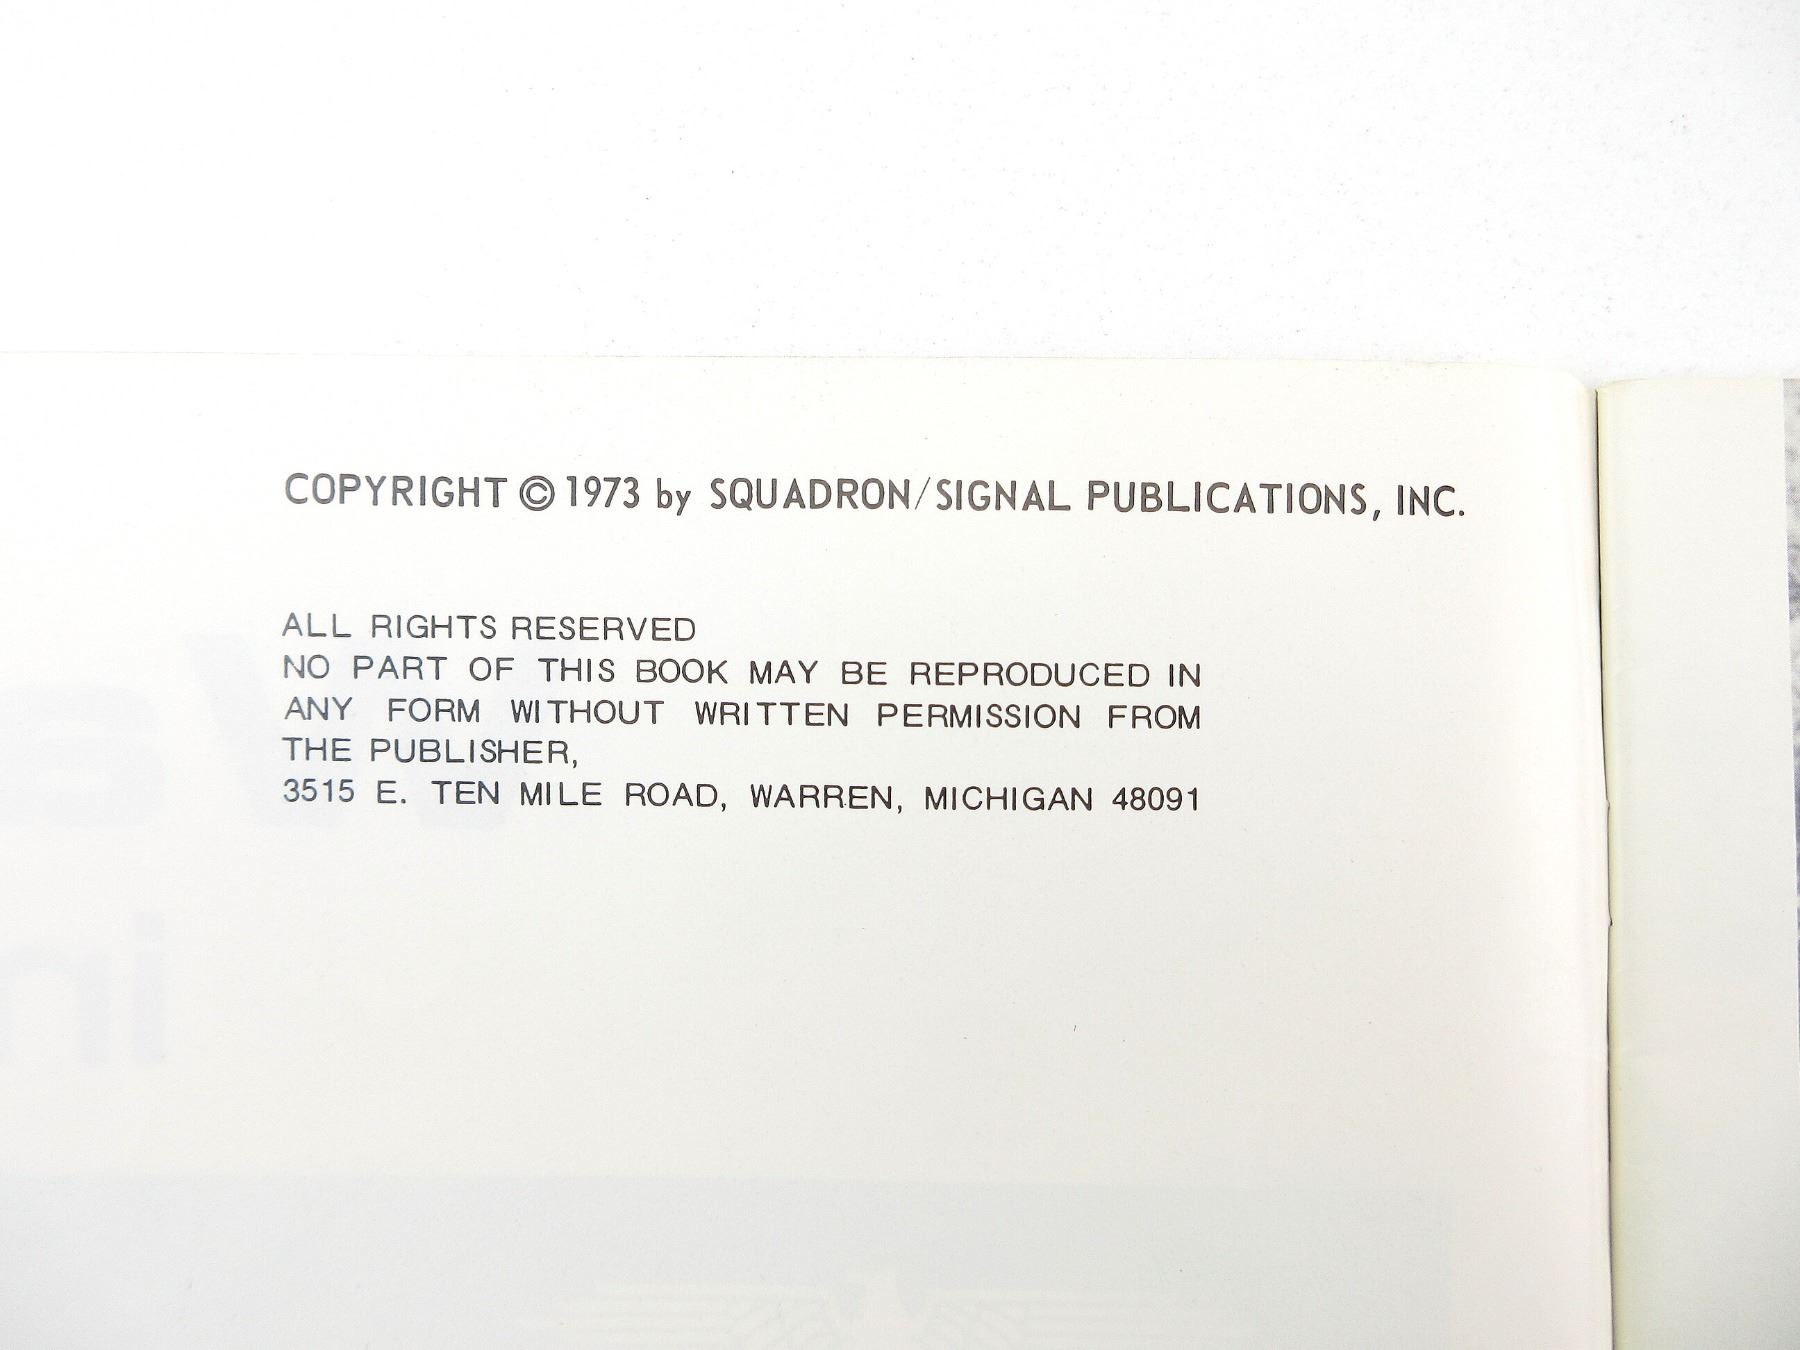 COPYRIGHT © 1973 by SQUADRON/SIGNAL PUBLICATIONS, INC.
ALL RIGHTS RESERVED
NO PART OF THIS BOOK MAY BE REPRODUCED IN
ANY FORM WITHOUT WRITTEN PERMISSION FROM
THE PUBLISHER,
3515 E. TEN MILE ROAD, WARREN, MICHIGAN 48091